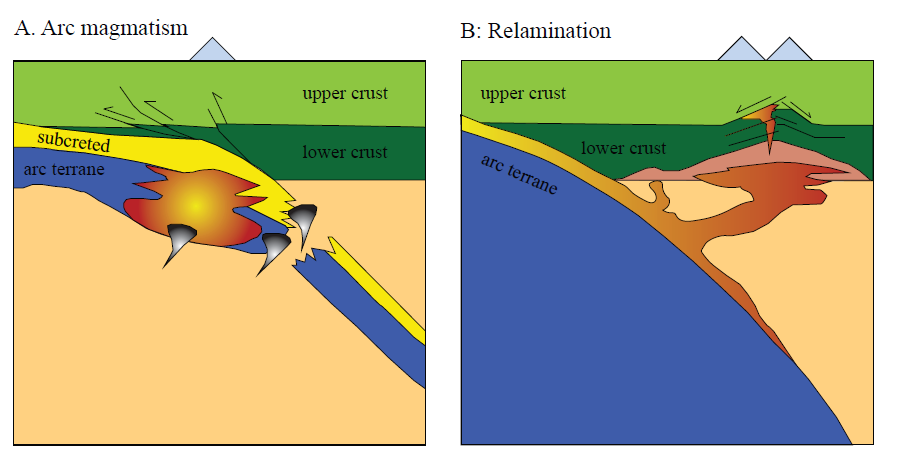 A. Arc magmatism
upper crust
subcreted
lower crust
arc terrane
B: Relamination
upper crust
lower crust
arc terrane